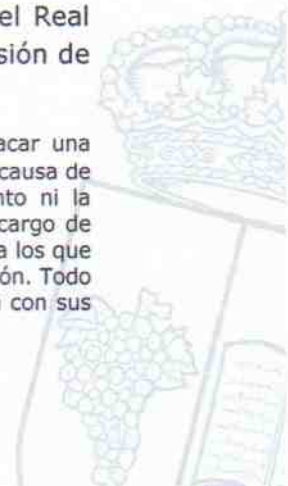 el Real
sión de
acar una
causa de
nto ni la
cargo de
a los que
ón. Todo
con sus